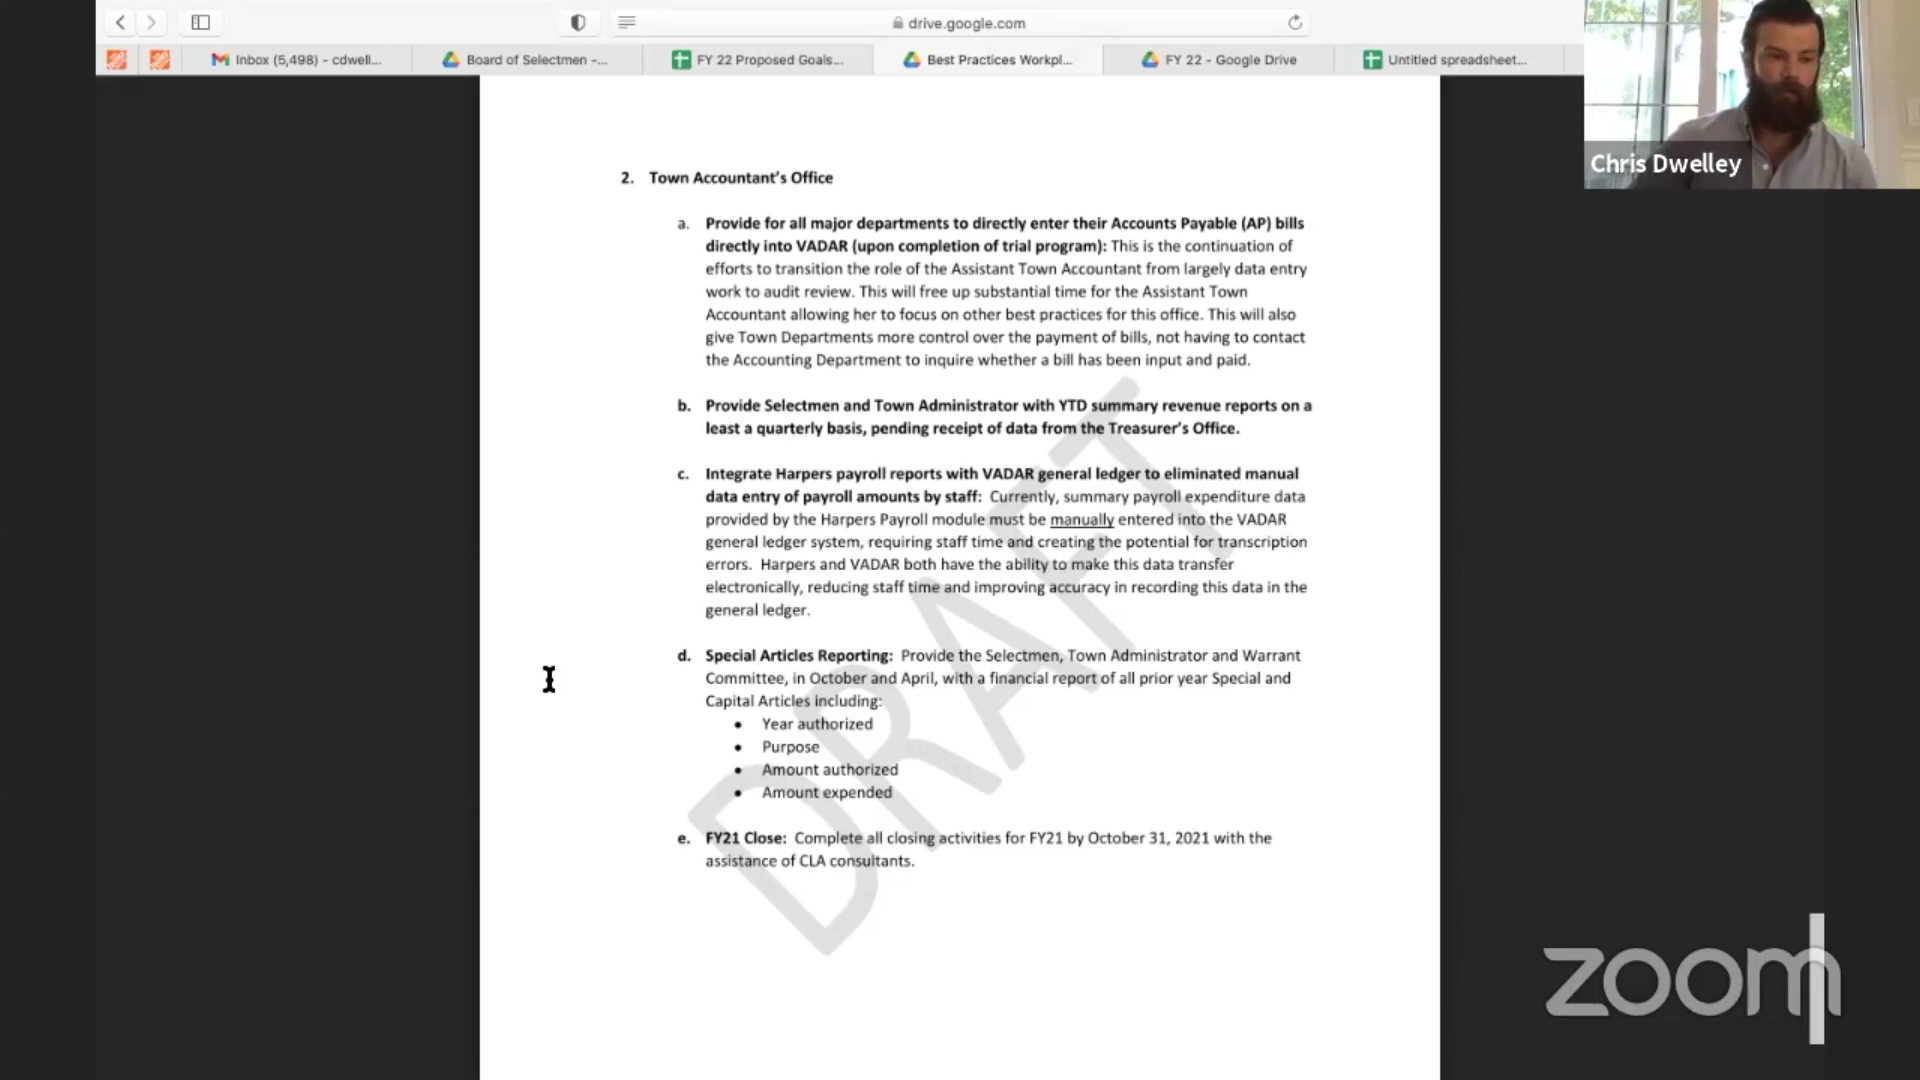 drive.google.com
Inbox (5,498) - cdwell...
Board of Selectmen -...
FY 22 Proposed Goals...
Best Practices Workpl...
FY 22 - Google Drive
Untitled spreadsheet...
Chris Dwelley
2. Town Accountant's Office
a. Provide for all major departments to directly enter their Accounts Payable (AP) bills
directly into VADAR (upon completion of trial program): This is the continuation of
efforts to transition the role of the Assistant Town Accountant from largely data entry
work to audit review. This will free up substantial time for the Assistant Town
Accountant allowing her to focus on other best practices for this office. This will also
give Town Departments more control over the payment of bills, not having to contact
the Accounting Department to inquire whether a bill has been input and paid.
b. Provide Selectmen and Town Administrator with YTD summary revenue reports on a
least a quarterly basis, pending receipt of data from the Treasurer's Office.
c. Integrate Harpers payroll reports with VADAR general ledger to eliminated manual
data entry of payroll amounts by staff: Currently, summary payroll expenditure data
provided by the Harpers Payroll module must be manually entered into the VADAR
general ledger system, requiring staff time and creating the potential for transcription
errors. Harpers and VADAR both have the ability to make this data transfer
electronically, reducing staff time and improving accuracy in recording this data in the
general ledger.
d. Special Articles Reporting: Provide the Selectmen, Town Administrator and Warrant
Committee, in October and April, with a financial report of all prior year Special and
Capital Articles including:
• Year authorized
• Purpose
• Amount authorized
• Amount expended
e. FY21 Close: Complete all closing activities for FY21 by October 31, 2021 with the
assistance of CLA consultants.
DRAFT
zoom